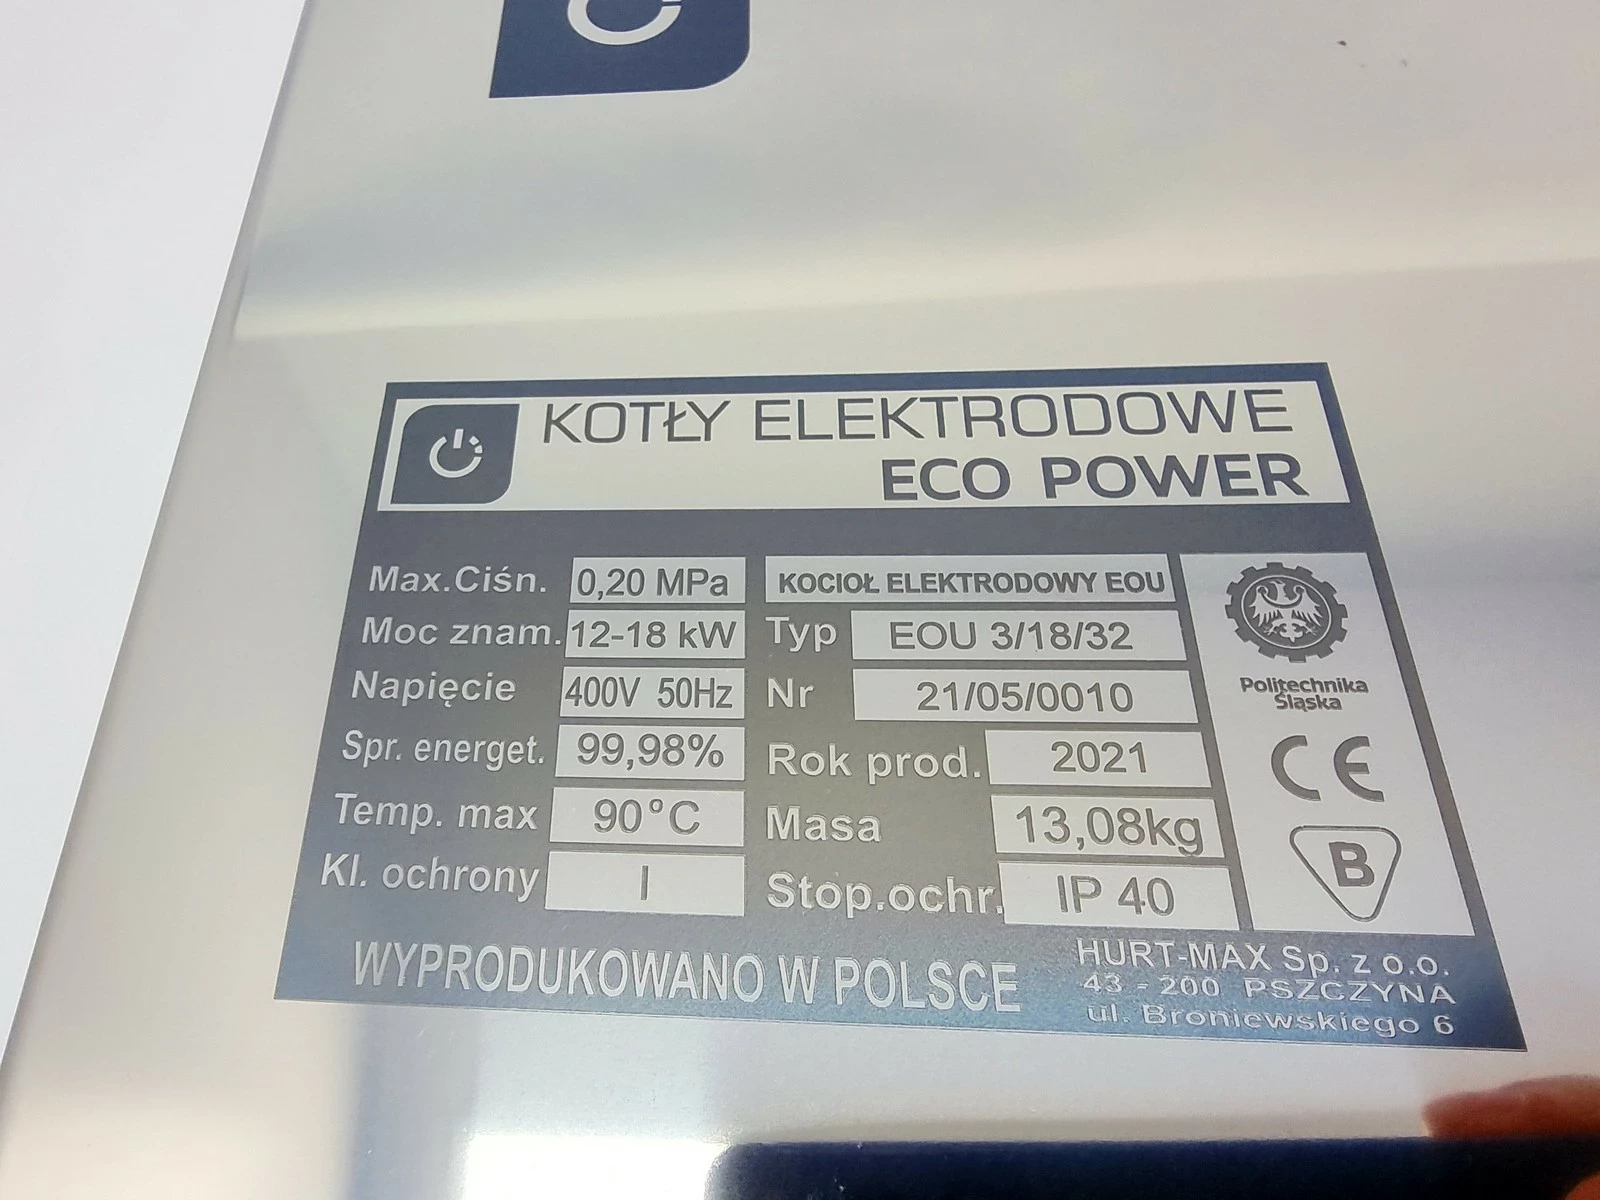 KOTŁY ELEKTRODOWE
ECO POWER
Max.Ciśn. 0,20 MPa
Moc znam. 12-18 kW
Napięcie 400V 50Hz
Spr. energet. 99,98%
Temp. max 90°C
Kl. ochrony I
KOCIOŁ ELEKTRODOWY EOU
Typ EOU 3/18/32
Nr 21/05/0010
Rok prod. 2021
Masa 13,08kg
Stop.ochr. IP 40
Politechnika
Śląska
CE
B
WYPRODUKOWANO W POLSCE
HURT-MAX Sp. z o.o.
43 - 200 PSZCZYNA
ul. Broniewskiego 6